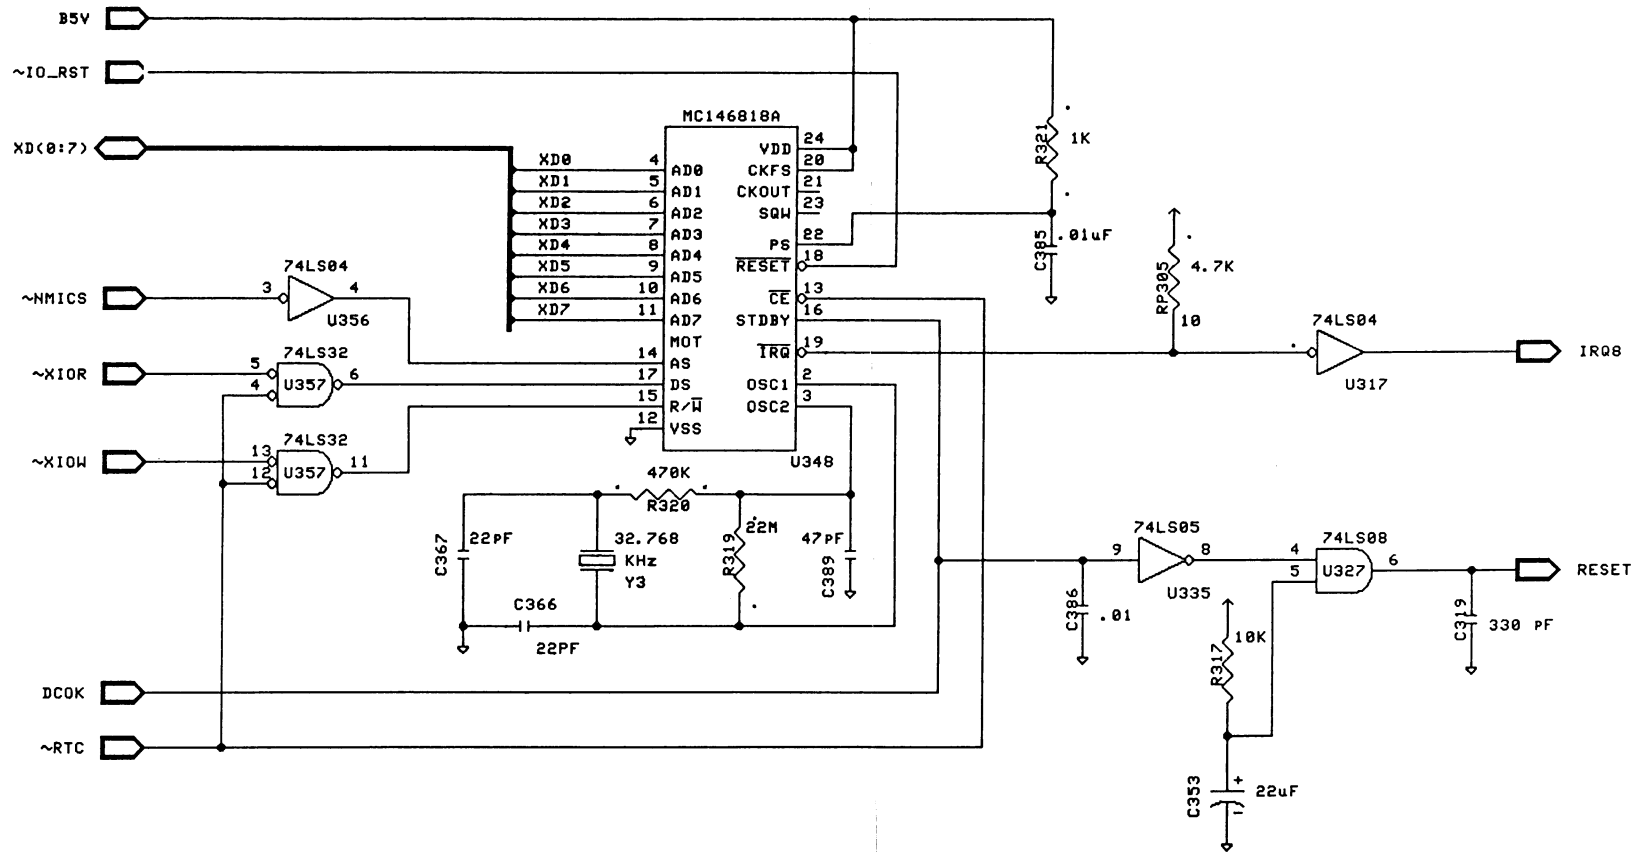 B5V
~IO_RST
XD(0:7)
~NMICS
~XIOR
~XIOW
DCOK
~RTC
MC146818A
XD0 4 AD0
XD1 5 AD1
XD2 6 AD2
XD3 7 AD3
XD4 8 AD4
XD5 9 AD5
XD6 10 AD6
XD7 11 AD7
MOT
14 AS
17 DS
15 R/W
12 VSS
VDD 24
CKFS 20
CKOUT 21
SQW 23
PS 22
RESET 18
CE 13
STDBY 16
IRQ 19
OSC1 2
OSC2 3
U348
74LS04
3 4
U356
74LS32
5
4
U357 6
74LS32
13
12
U357 11
R321
1K
C385
.01uF
RP305
4.7K
10
74LS04
U317
IRQ8
470K
R320
C367
22PF
32.768
KHz
Y3
R319
22M
47PF
C389
C366
22PF
74LS05
9 8
U335
C386
.01
74LS08
4
5
U327 6
RESET
C319
330 PF
R317
10K
C353
+
22uF
-